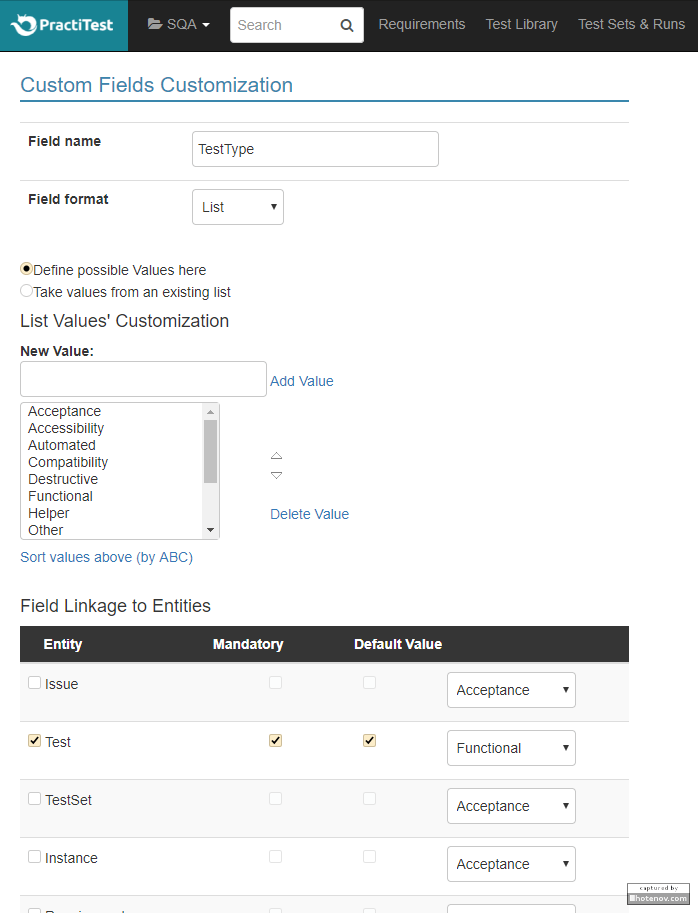 PractiTest SQA Search Requirements Test Library Test Sets & Runs
Custom Fields Customization
Field name TestType
Field format List
Define possible Values here
Take values from an existing list
List Values' Customization
New Value:
Add Value
Acceptance
Accessibility
Automated
Compatibility
Destructive
Functional
Helper
Other
Delete Value
Sort values above (by ABC)
Field Linkage to Entities
Entity Mandatory Default Value
Issue Acceptance
Test Functional
TestSet Acceptance
Instance Acceptance
captured by